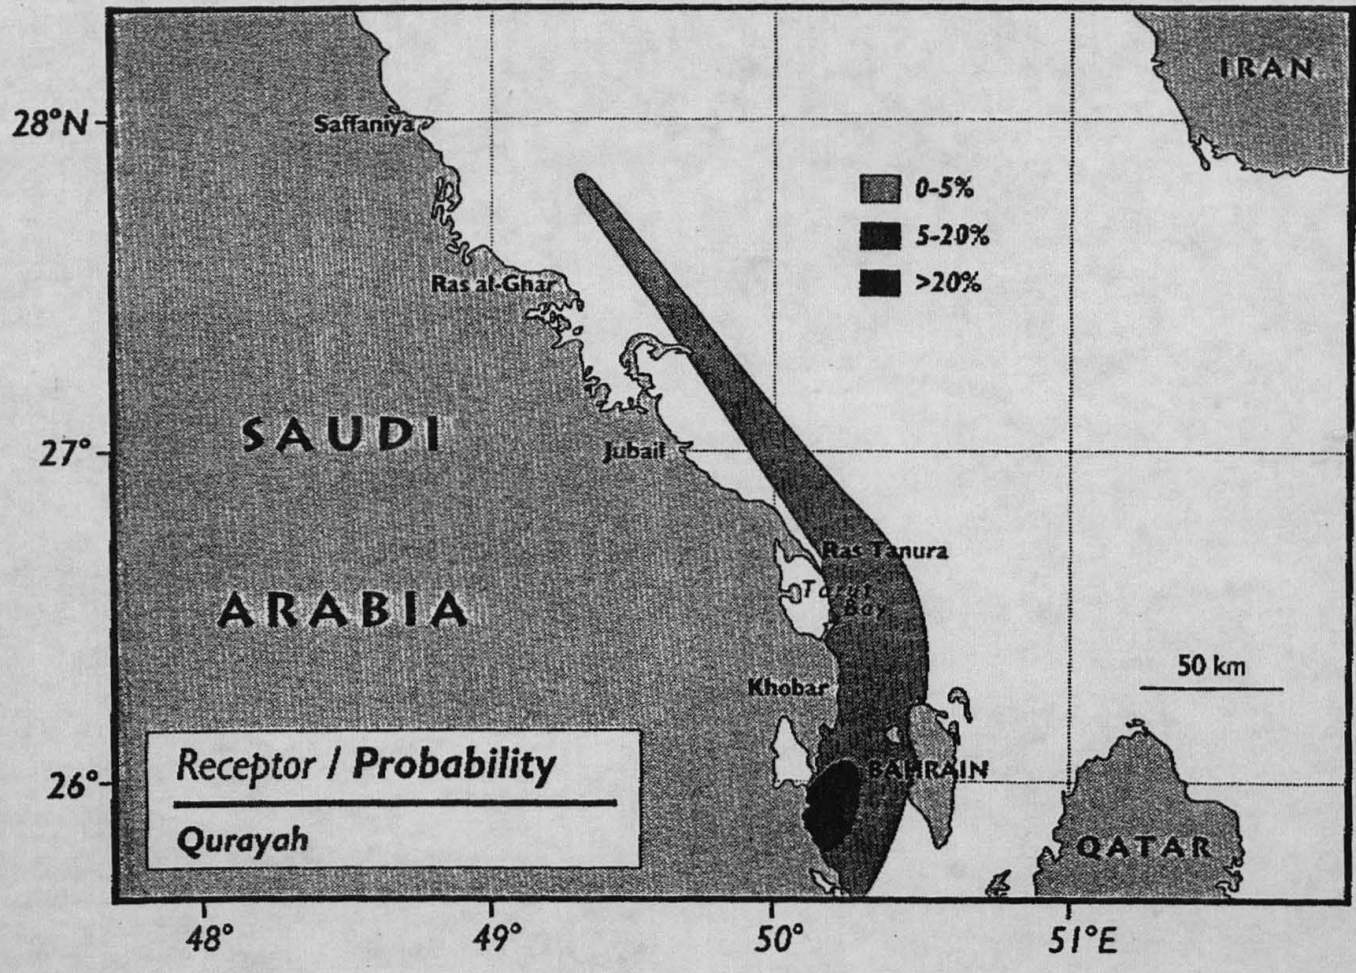 IRAN
28°N
Saffaniya
0-5%
5-20%
>20%
Ras al-Ghar
SAUDI
27°
Jubail
Ras Tanura
Tarut
Bay
ARABIA
50 km
Khobar
Receptor / Probability
26°
BAHRAIN
Qurayah
QATAR
48°
49°
50°
51°E